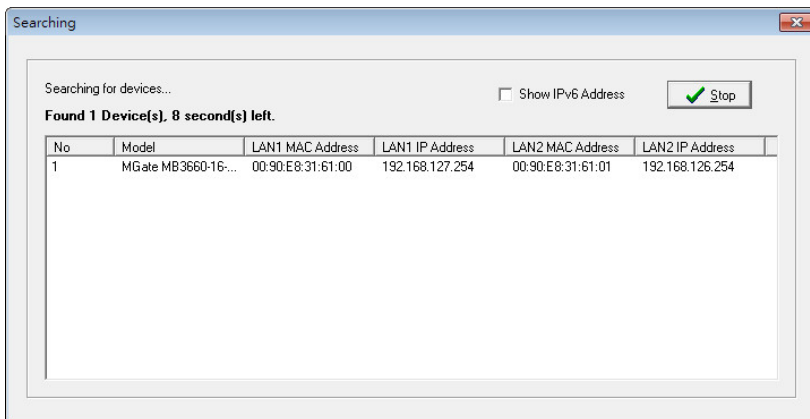 Searching
Searching for devices...
Show IPv6 Address
Stop
Found 1 Device(s), 8 second(s) left.
No Model LAN1 MAC Address LAN1 IP Address LAN2 MAC Address LAN2 IP Address
1 MGate MB3660-16-... 00:90:E8:31:61:00 192.168.127.254 00:90:E8:31:61:01 192.168.126.254